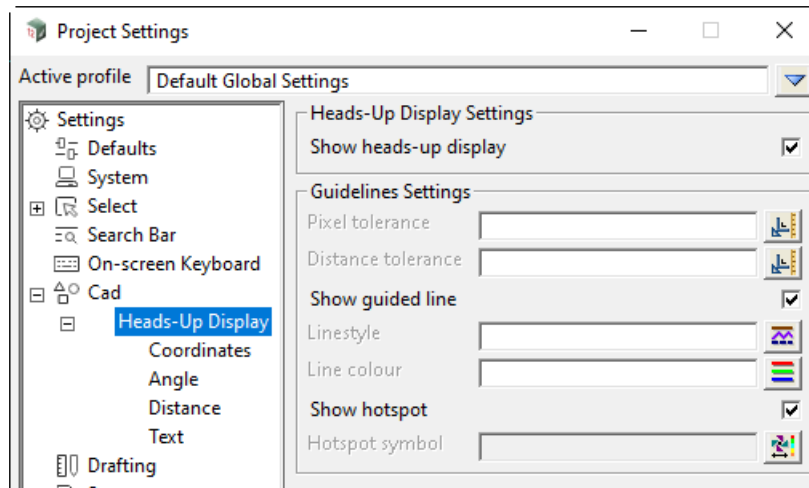 Project Settings
Active profile Default Global Settings
Settings
Defaults
System
Select
Search Bar
On-screen Keyboard
Cad
Heads-Up Display
Coordinates
Angle
Distance
Text
Drafting
Heads-Up Display Settings
Show heads-up display
Guidelines Settings
Pixel tolerance
Distance tolerance
Show guided line
Linestyle
Line colour
Show hotspot
Hotspot symbol